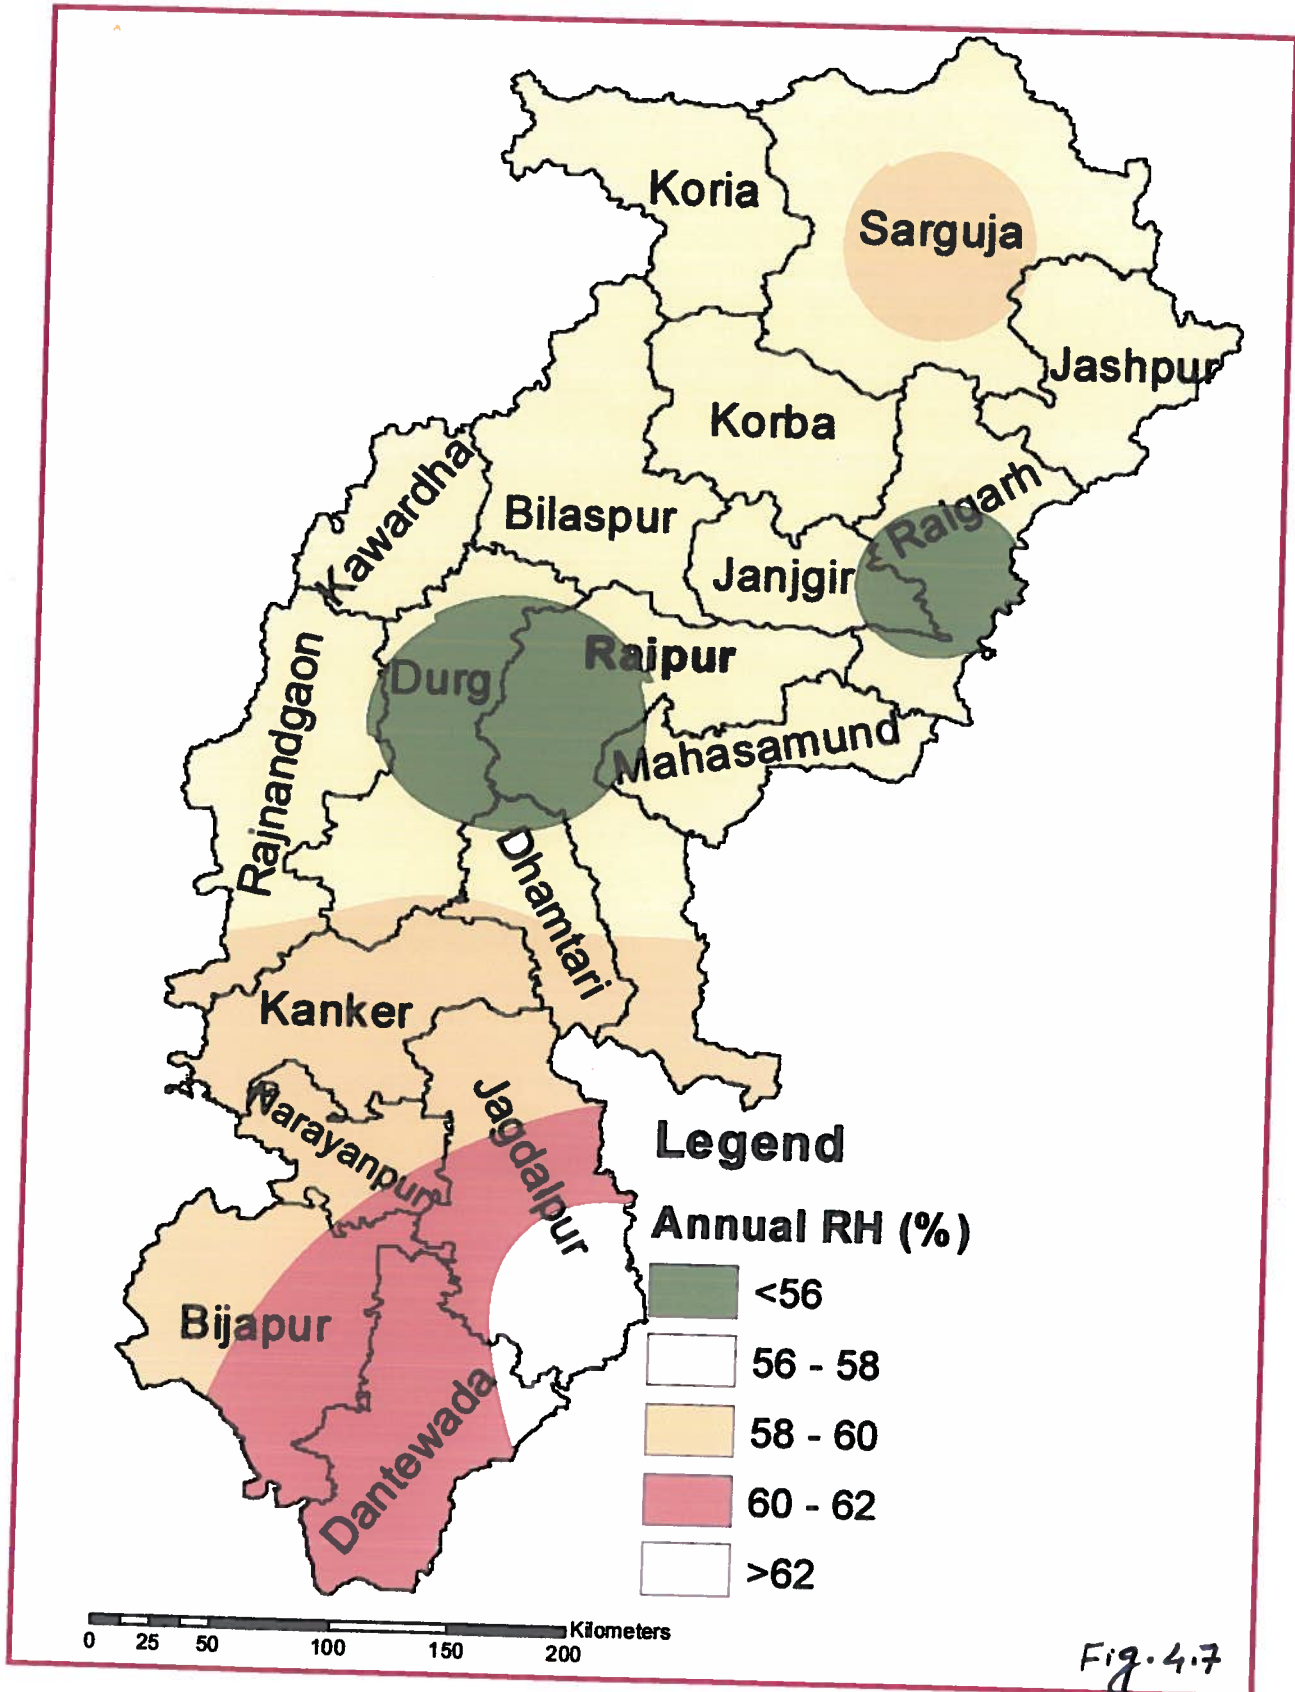 Koria
Sarguja
Jashpur
Korba
Kawardha
Bilaspur
Raigarh
Janjgir
Raipur
Durg
Rajnandgaon
Mahasamund
Dhamtari
Kanker
Narayanpur
Jagdalpur
Bijapur
Dantewada
Legend
Annual RH (%)
<56
56 - 58
58 - 60
60 - 62
>62
0 25 50 100 150 200 Kilometers
Fig. 4.7